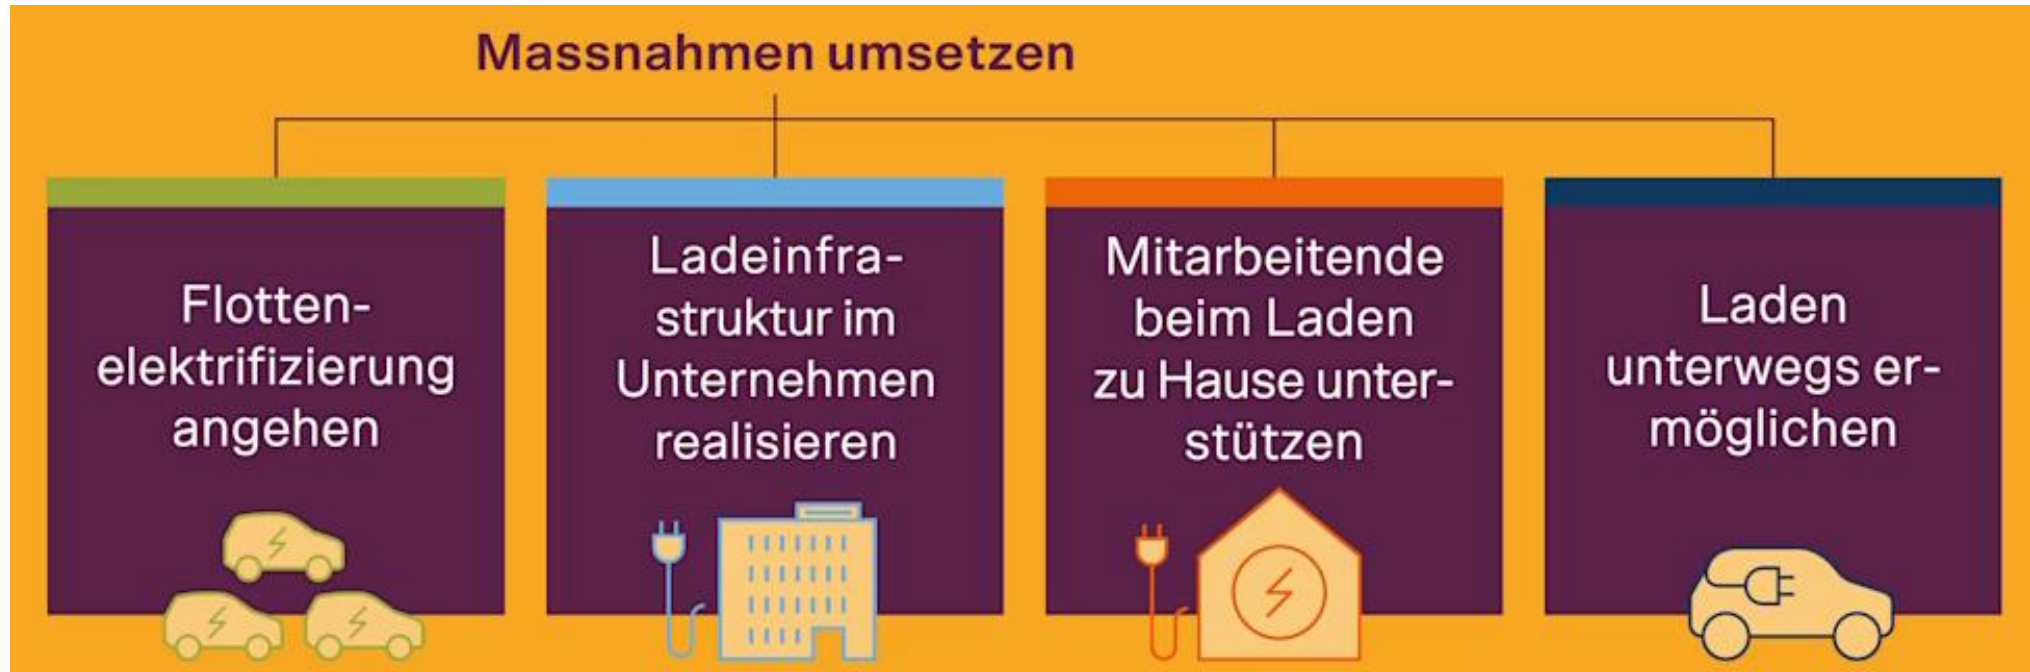 Massnahmen umsetzen
Flotten-
elektrifizierung
angehen
Ladeinfra-
struktur im
Unternehmen
realisieren
Mitarbeitende
beim Laden
zu Hause unter-
stützen
Laden
unterwegs er-
möglichen